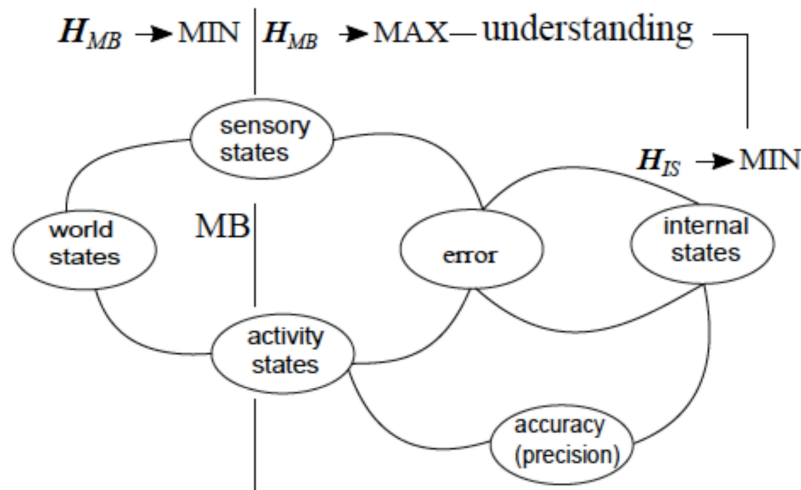 H_MB → MIN H_MB → MAX — understanding
sensory
states
H_IS → MIN
world
states
MB
error
internal
states
activity
states
accuracy
(precision)